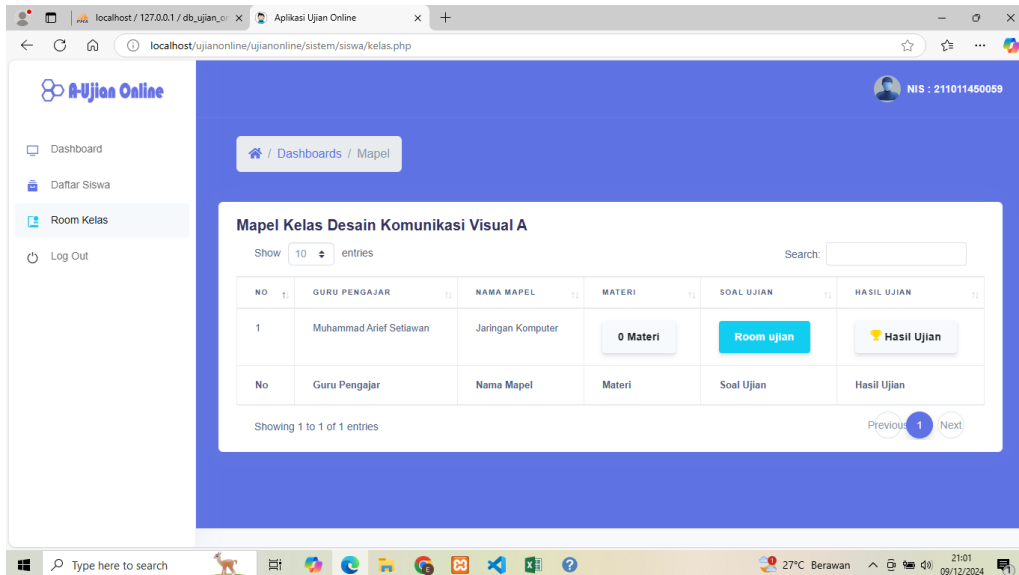 localhost / 127.0.0.1 / db_ujian_or
Aplikasi Ujian Online
localhost/ujianonline/ujianonline/sistem/siswa/kelas.php
A-Ujian Online
NIS : 211011450059
Dashboard
Daftar Siswa
Room Kelas
Log Out
/ Dashboards / Mapel
Mapel Kelas Desain Komunikasi Visual A
Show 10 entries
Search:
NO GURU PENGAJAR NAMA MAPEL MATERI SOAL UJIAN HASIL UJIAN
1 Muhammad Arief Setiawan Jaringan Komputer 0 Materi Room ujian Hasil Ujian
No Guru Pengajar Nama Mapel Materi Soal Ujian Hasil Ujian
Showing 1 to 1 of 1 entries
Previous 1 Next
Type here to search
27°C Berawan
21:01
09/12/2024